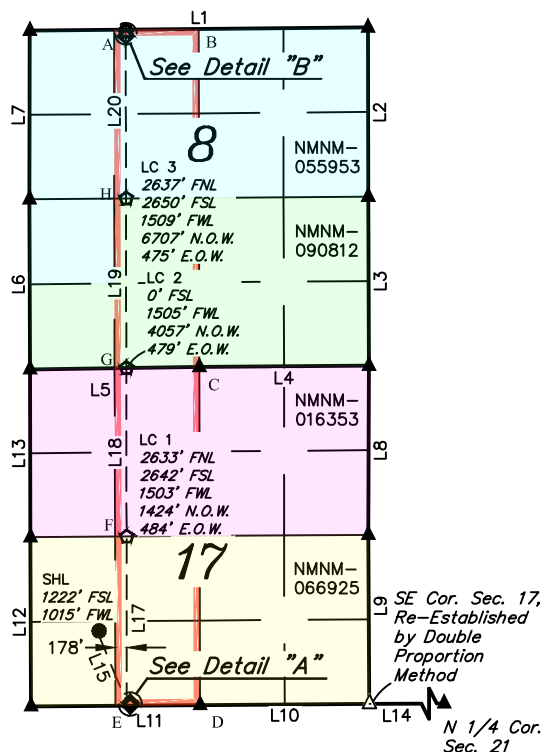 L1
A
B
See Detail "B"
L7
L20
L2
8
NMNM-
055953
LC 3
2637' FNL
2650' FSL
1509' FWL
6707' N.O.W.
475' E.O.W.
H
NMNM-
090812
L6
L19
L3
LC 2
0' FSL
1505' FWL
4057' N.O.W.
479' E.O.W.
G
L5
C
L4
NMNM-
016353
L13
L18
L8
LC 1
2633' FNL
2642' FSL
1503' FWL
1424' N.O.W.
484' E.O.W.
F
17
NMNM-
066925
SHL
1222' FSL
1015' FWL
L12
L17
L9
178'
L15
SE Cor. Sec. 17,
Re-Established
by Double
Proportion
Method
See Detail "A"
E
L11
D
L10
L14
N 1/4 Cor.
Sec. 21